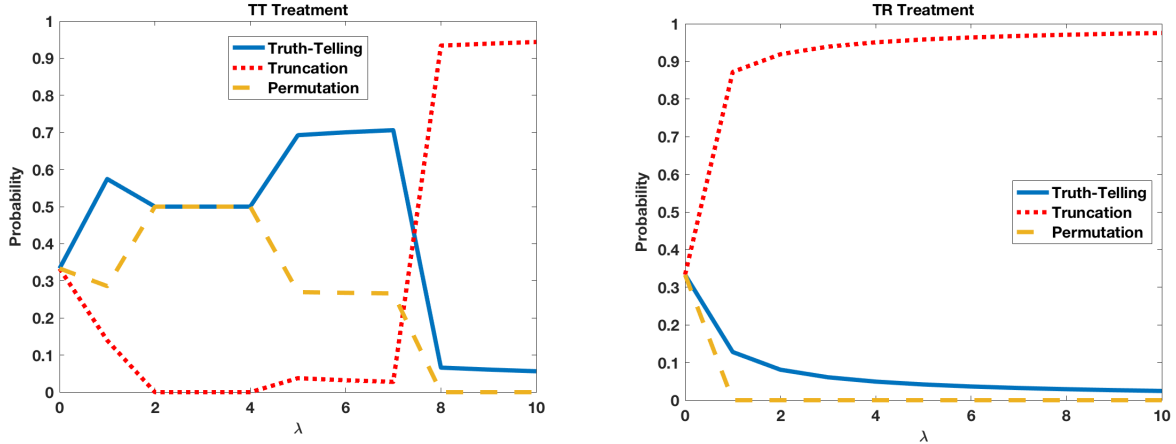 TT Treatment
1
0.9
0.8
0.7
0.6
0.5
0.4
0.3
0.2
0.1
0
Probability
Truth-Telling
Truncation
Permutation
0 2 4 6 8 10
λ
TR Treatment
1
0.9
0.8
0.7
0.6
0.5
0.4
0.3
0.2
0.1
0
Probability
Truth-Telling
Truncation
Permutation
0 2 4 6 8 10
λ